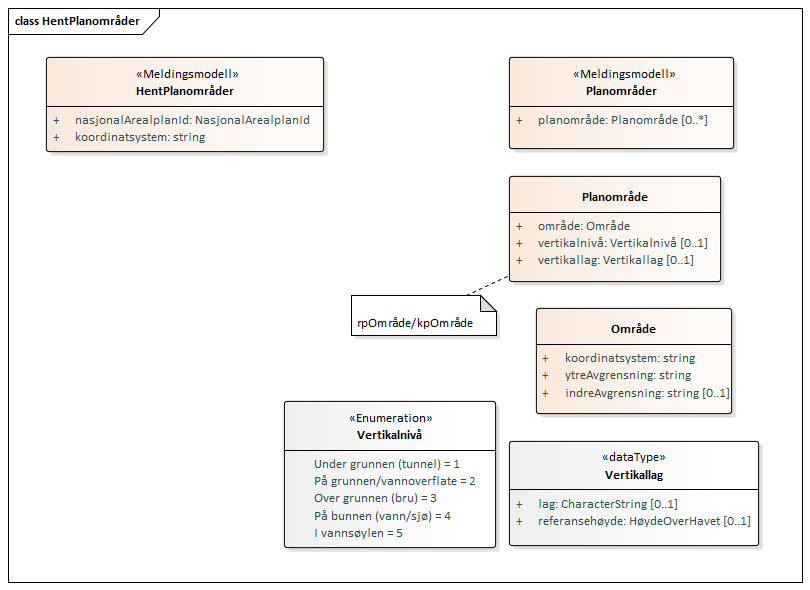 class HentPlanområder
«Meldingsmodell»
HentPlanområder
+ nasjonalArealplanId: NasjonalArealplanId
+ koordinatsystem: string
«Meldingsmodell»
Planområder
+ planområde: Planområde [0..*]
Planområde
+ område: Område
+ vertikalnivå: Vertikalnivå [0..1]
+ vertikallag: Vertikallag [0..1]
rpOmråde/kpOmråde
Område
+ koordinatsystem: string
+ ytreAvgrensning: string
+ indreAvgrensning: string [0..1]
«Enumeration»
Vertikalnivå
Under grunnen (tunnel) = 1
På grunnen/vannoverflate = 2
Over grunnen (bru) = 3
På bunnen (vann/sjø) = 4
I vannsøylen = 5
«dataType»
Vertikallag
+ lag: CharacterString [0..1]
+ referansehøyde: HøydeOverHavet [0..1]